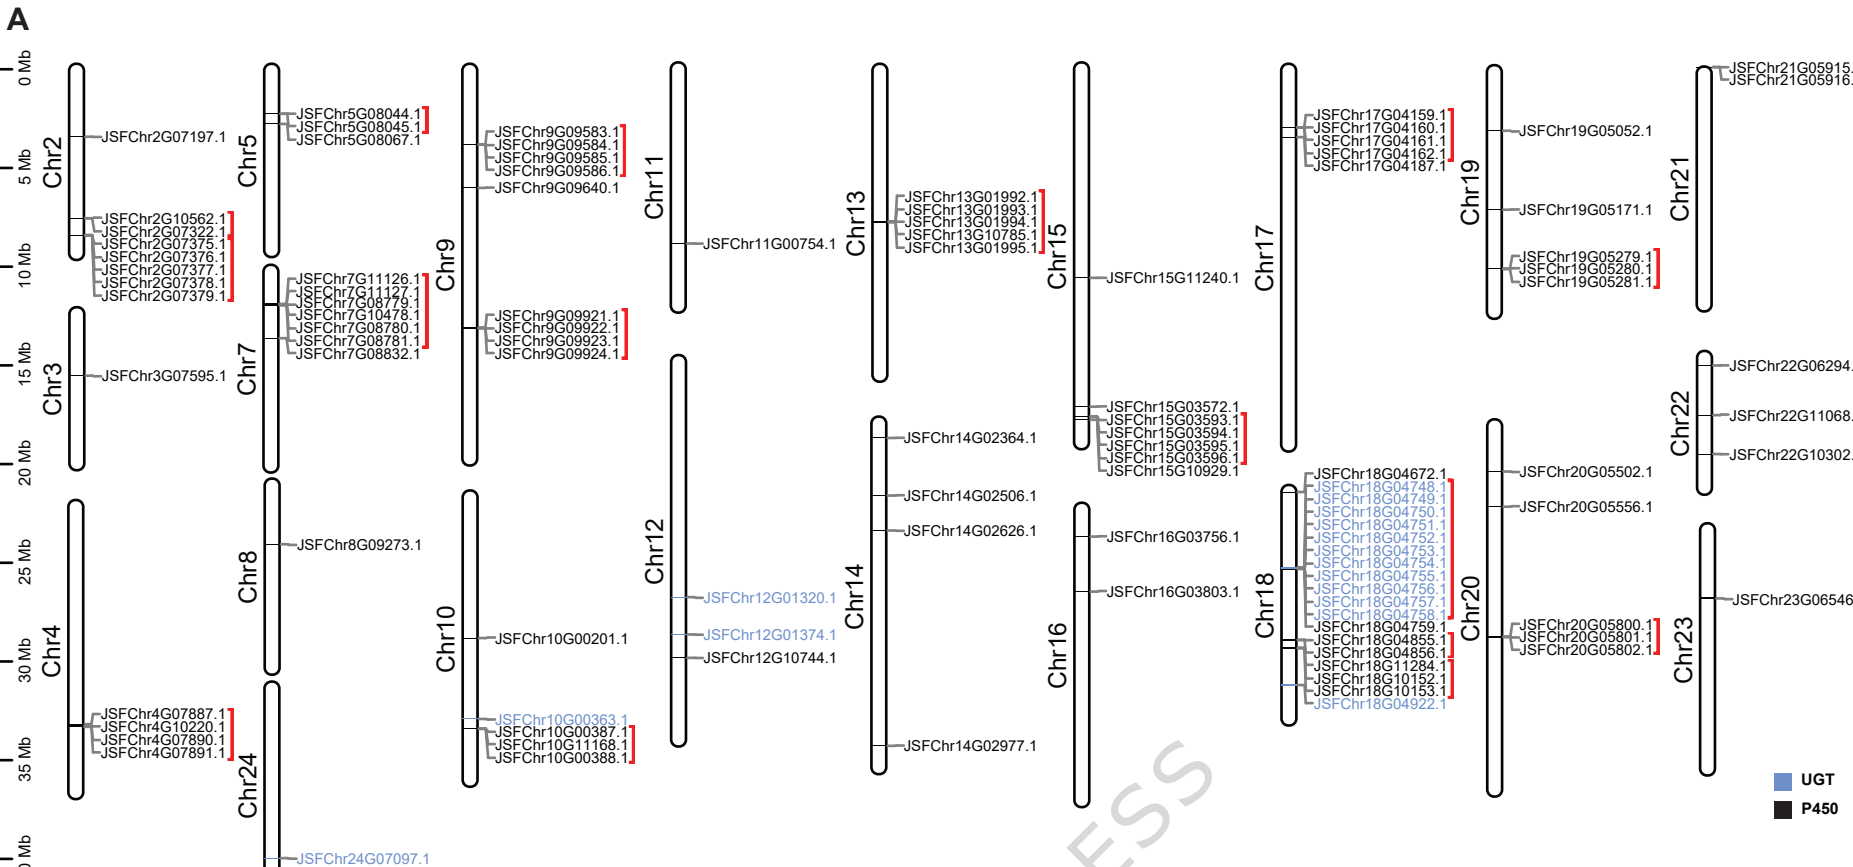 A
0 Mb
5 Mb
10 Mb
15 Mb
20 Mb
25 Mb
30 Mb
35 Mb
0 Mb
Chr2
JSFChr2G07197.1
JSFChr2G10562.1
JSFChr2G07322.1
JSFChr2G07375.1
JSFChr2G07376.1
JSFChr2G07377.1
JSFChr2G07378.1
JSFChr2G07379.1
Chr3
JSFChr3G07595.1
Chr4
JSFChr4G07887.1
JSFChr4G10220.1
JSFChr4G07890.1
JSFChr4G07891.1
Chr5
JSFChr5G08044.1
JSFChr5G08045.1
JSFChr5G08067.1
Chr7
JSFChr7G11126.1
JSFChr7G11127.1
JSFChr7G08779.1
JSFChr7G10478.1
JSFChr7G08780.1
JSFChr7G08781.1
JSFChr7G08832.1
Chr8
JSFChr8G09273.1
Chr24
JSFChr24G07097.1
Chr9
JSFChr9G09583.1
JSFChr9G09584.1
JSFChr9G09585.1
JSFChr9G09586.1
JSFChr9G09640.1
JSFChr9G09921.1
JSFChr9G09922.1
JSFChr9G09923.1
JSFChr9G09924.1
Chr10
JSFChr10G00201.1
JSFChr10G00363.1
JSFChr10G00387.1
JSFChr10G11168.1
JSFChr10G00388.1
Chr11
JSFChr11G00754.1
Chr12
JSFChr12G01320.1
JSFChr12G01374.1
JSFChr12G10744.1
Chr13
JSFChr13G01992.1
JSFChr13G01993.1
JSFChr13G01994.1
JSFChr13G10785.1
JSFChr13G01995.1
Chr14
JSFChr14G02364.1
JSFChr14G02506.1
JSFChr14G02626.1
JSFChr14G02977.1
Chr15
JSFChr15G11240.1
JSFChr15G03572.1
JSFChr15G03593.1
JSFChr15G03594.1
JSFChr15G03595.1
JSFChr15G03596.1
JSFChr15G10929.1
Chr16
JSFChr16G03756.1
JSFChr16G03803.1
Chr17
JSFChr17G04159.1
JSFChr17G04160.1
JSFChr17G04161.1
JSFChr17G04162.1
JSFChr17G04187.1
Chr18
JSFChr18G04672.1
JSFChr18G04748.1
JSFChr18G04749.1
JSFChr18G04750.1
JSFChr18G04751.1
JSFChr18G04752.1
JSFChr18G04753.1
JSFChr18G04754.1
JSFChr18G04755.1
JSFChr18G04756.1
JSFChr18G04757.1
JSFChr18G04758.1
JSFChr18G04759.1
JSFChr18G04855.1
JSFChr18G04856.1
JSFChr18G11284.1
JSFChr18G10152.1
JSFChr18G10153.1
JSFChr18G04922.1
Chr19
JSFChr19G05052.1
JSFChr19G05171.1
JSFChr19G05279.1
JSFChr19G05280.1
JSFChr19G05281.1
Chr20
JSFChr20G05502.1
JSFChr20G05556.1
JSFChr20G05800.1
JSFChr20G05801.1
JSFChr20G05802.1
Chr21
JSFChr21G05915.
JSFChr21G05916.
Chr22
JSFChr22G06294.
JSFChr22G11068.
JSFChr22G10302.
Chr23
JSFChr23G06546
UGT
P450
ESS